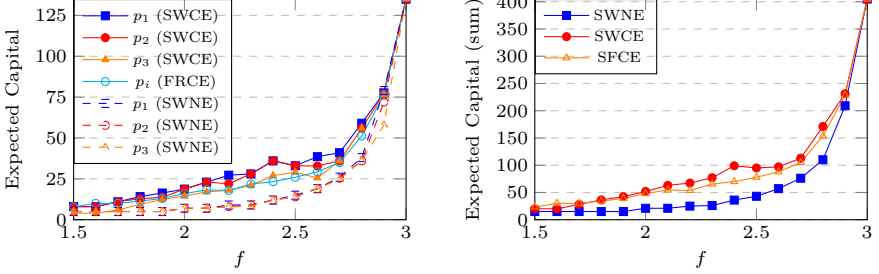 Expected Capital
125
100
75
50
25
0
1.5
2
2.5
3
f
p1 (SWCE)
p2 (SWCE)
p3 (SWCE)
pi (FRCE)
p1 (SWNE)
p2 (SWNE)
p3 (SWNE)
Expected Capital (sum)
400
350
300
250
200
150
100
50
0
1.5
2
2.5
3
f
SWNE
SWCE
SFCE